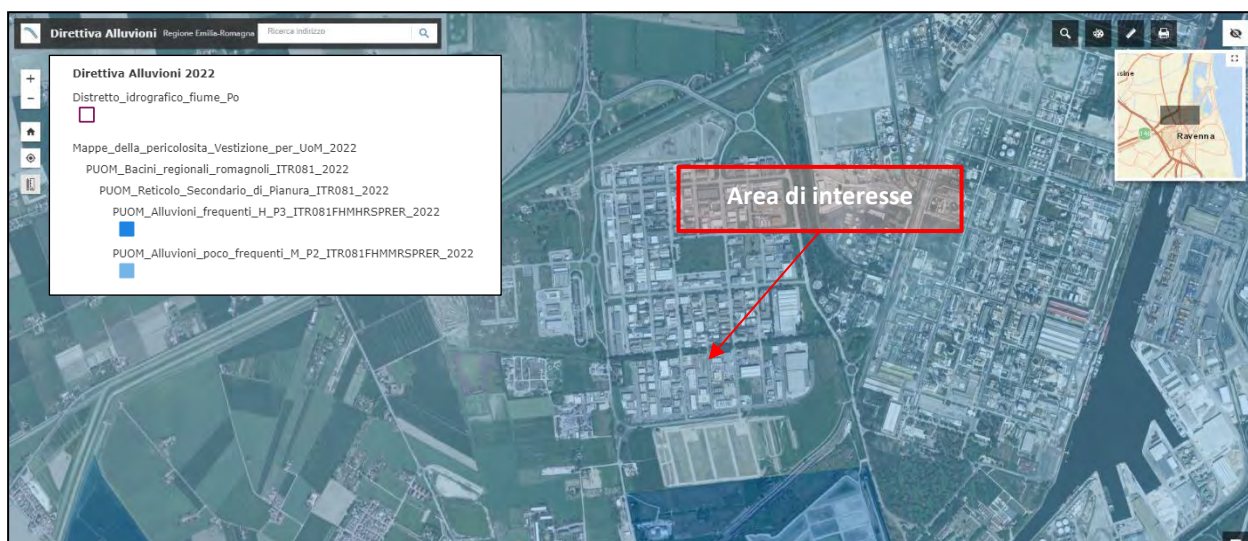 Direttiva Alluvioni Regione Emilia-Romagna Ricerca indirizzo
Direttiva Alluvioni 2022
Distretto_idrografico_fiume_Po
Mappe_della_pericolosita_Vestizione_per_UoM_2022
PUOM_Bacini_regionali_romagnoli_ITR081_2022
PUOM_Reticolo_Secondario_di_Pianura_ITR081_2022
PUOM_Alluvioni_frequenti_H_P3_ITR081FHMHRSPRER_2022
PUOM_Alluvioni_poco_frequenti_M_P2_ITR081FHMMRSPRER_2022
Area di interesse
Ravenna